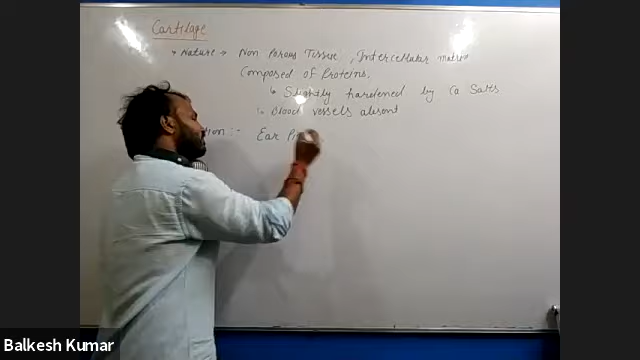 Cartilage
* Nature → Non Porous Tissue, Intercellular matrix
Composed of Proteins.
↳ Slightly hardened by Ca Salts
↳ Blood vessels absent
:- Ear
Balkesh Kumar